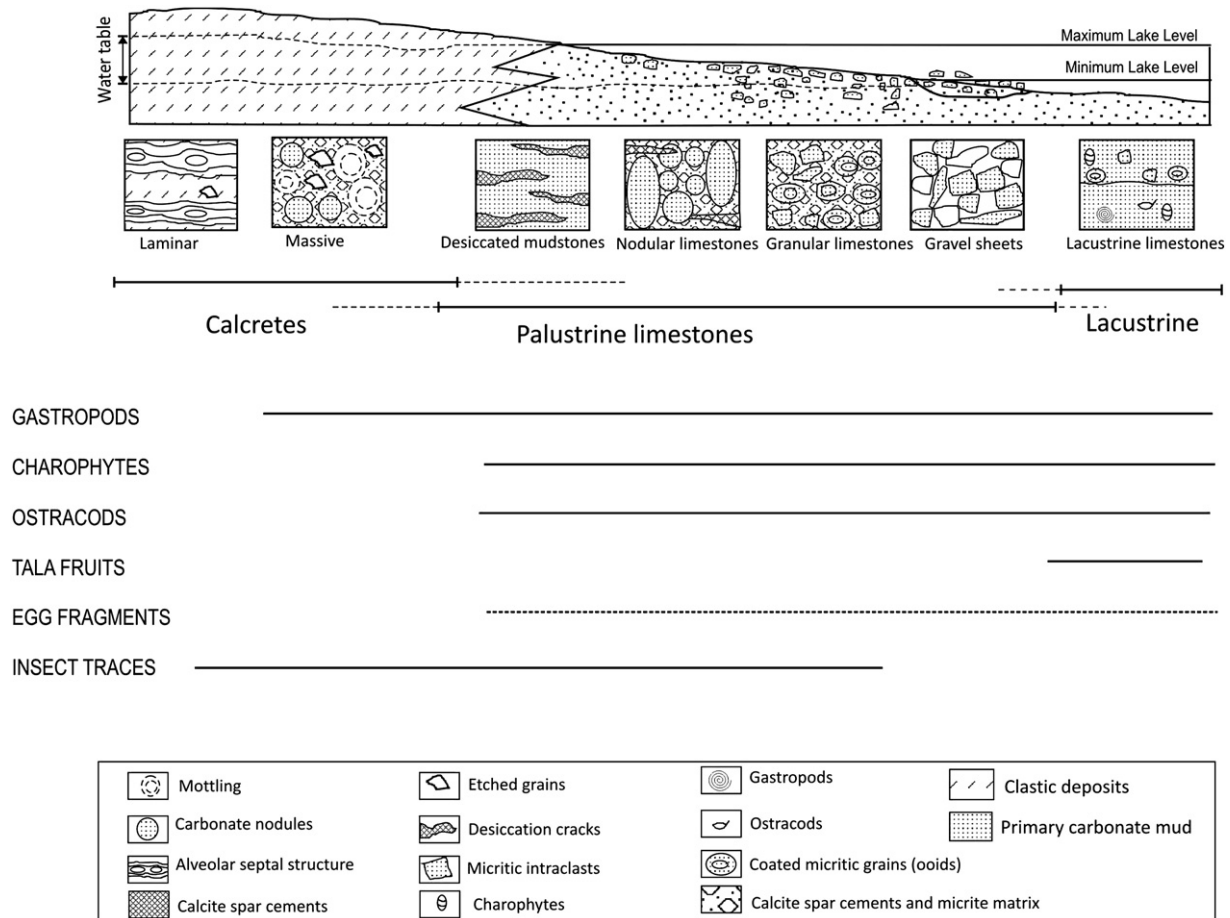 Maximum Lake Level
Minimum Lake Level
Water table
Laminar
Massive
Desiccated mudstones
Nodular limestones
Granular limestones
Gravel sheets
Lacustrine limestones
Calcretes
Palustrine limestones
Lacustrine
GASTROPODS
CHAROPHYTES
OSTRACODS
TALA FRUITS
EGG FRAGMENTS
INSECT TRACES
Mottling
Carbonate nodules
Alveolar septal structure
Calcite spar cements
Etched grains
Desiccation cracks
Micritic intraclasts
Charophytes
Gastropods
Ostracods
Coated micritic grains (ooids)
Calcite spar cements and micrite matrix
Clastic deposits
Primary carbonate mud